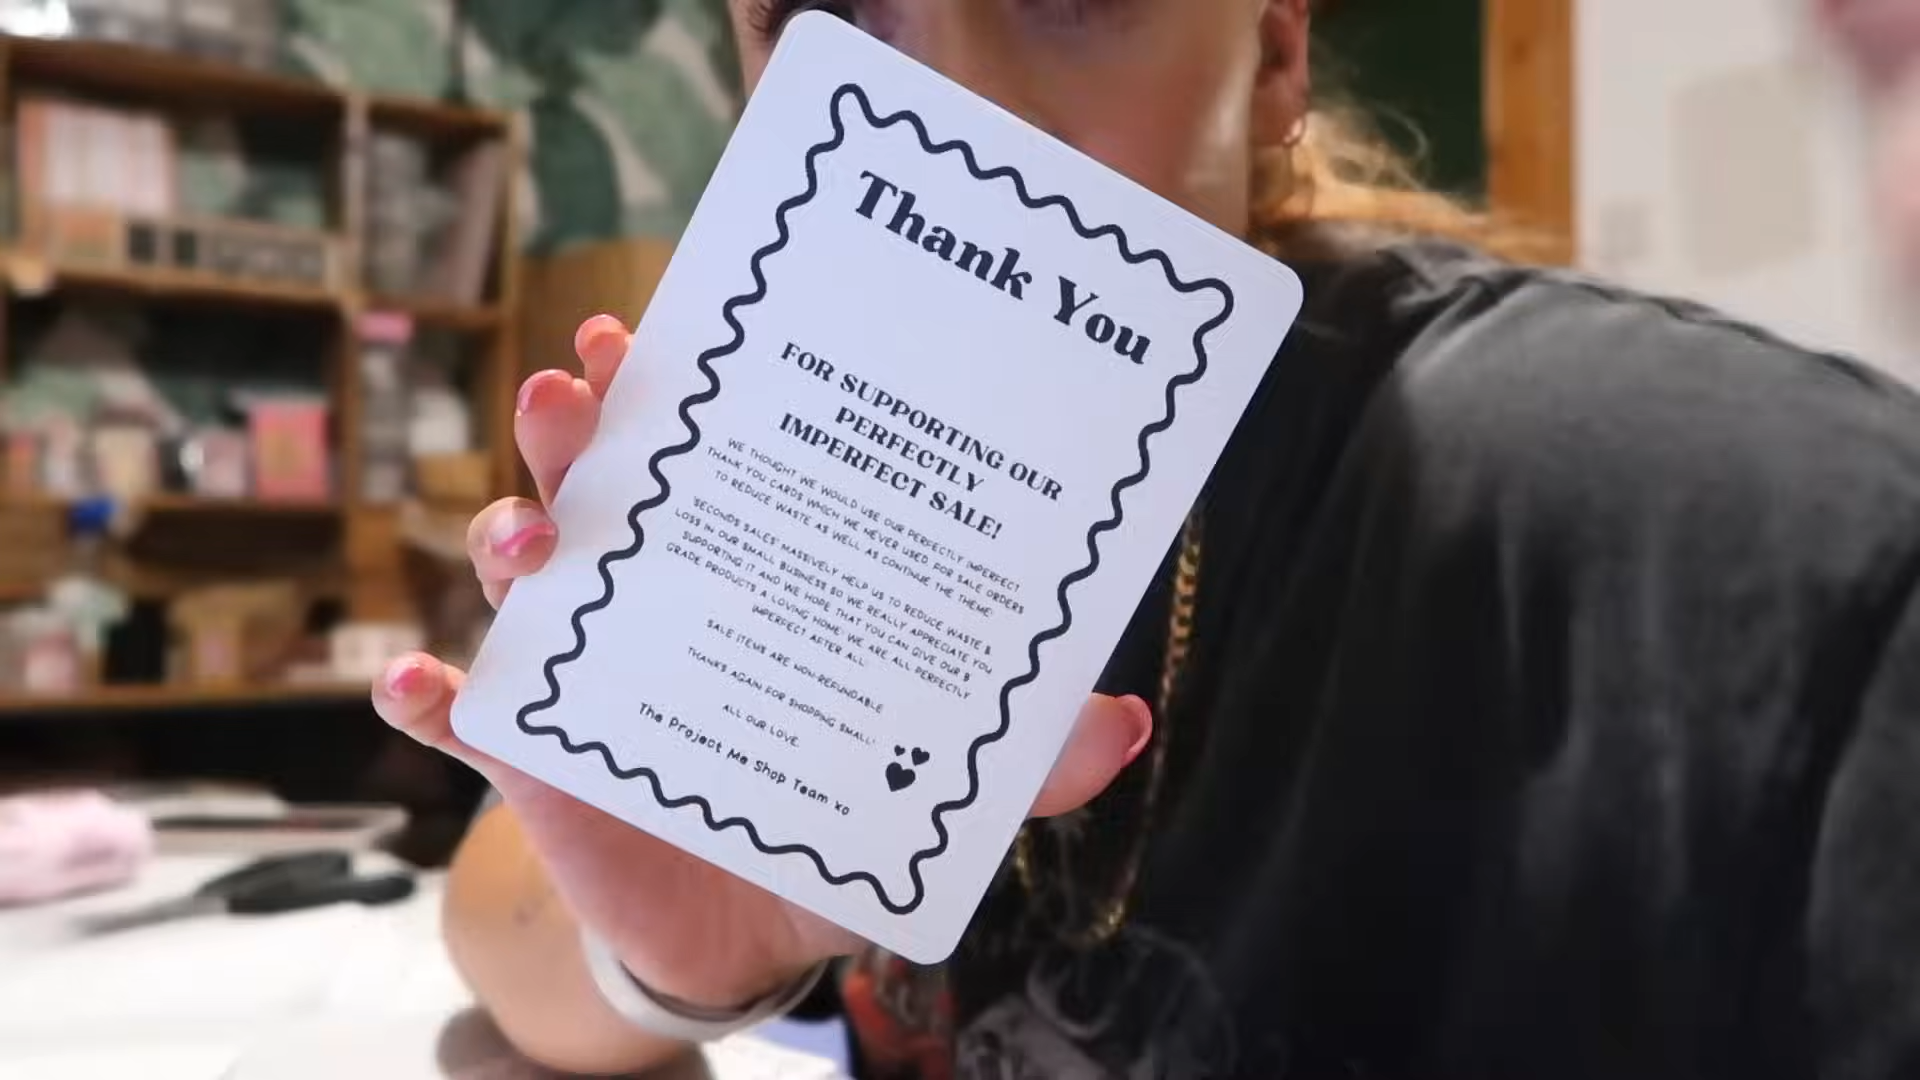 Thank You
FOR SUPPORTING OUR
PERFECTLY
IMPERFECT SALE!
WE THOUGHT WE WOULD USE OUR PERFECTLY IMPERFECT
THANK YOU CARDS WHICH WE NEVER USED, FOR SALE ORDERS
TO REDUCE WASTE AS WELL AS CONTINUE THE THEME!
'SECONDS SALES' MASSIVELY HELP US TO REDUCE WASTE &
LOSS IN OUR SMALL BUSINESS SO WE REALLY APPRECIATE YOU
SUPPORTING IT AND WE HOPE THAT YOU CAN GIVE OUR B
GRADE PRODUCTS A LOVING HOME! WE ARE ALL PERFECTLY
IMPERFECT AFTER ALL!
SALE ITEMS ARE NON-REFUNDABLE
THANKS AGAIN FOR SHOPPING SMALL!
ALL OUR LOVE,
The Project Me Shop Team xo